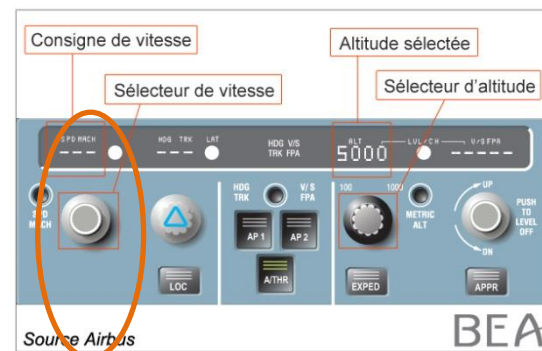 Consigne de vitesse
Altitude sélectée
Sélecteur de vitesse
Sélecteur d'altitude
SPD MACH
HDG TRK LAT
HDG V/S
TRK FPA
ALT LVL/CH V/S FPA
--- --- 5000 -----
SPD
MACH
HDG
TRK
V/S
FPA
100 1000
METRIC
ALT
UP
PUSH
TO
LEVEL
OFF
DN
AP 1 AP 2
LOC A/THR EXPED APPR
Source Airbus
BEA